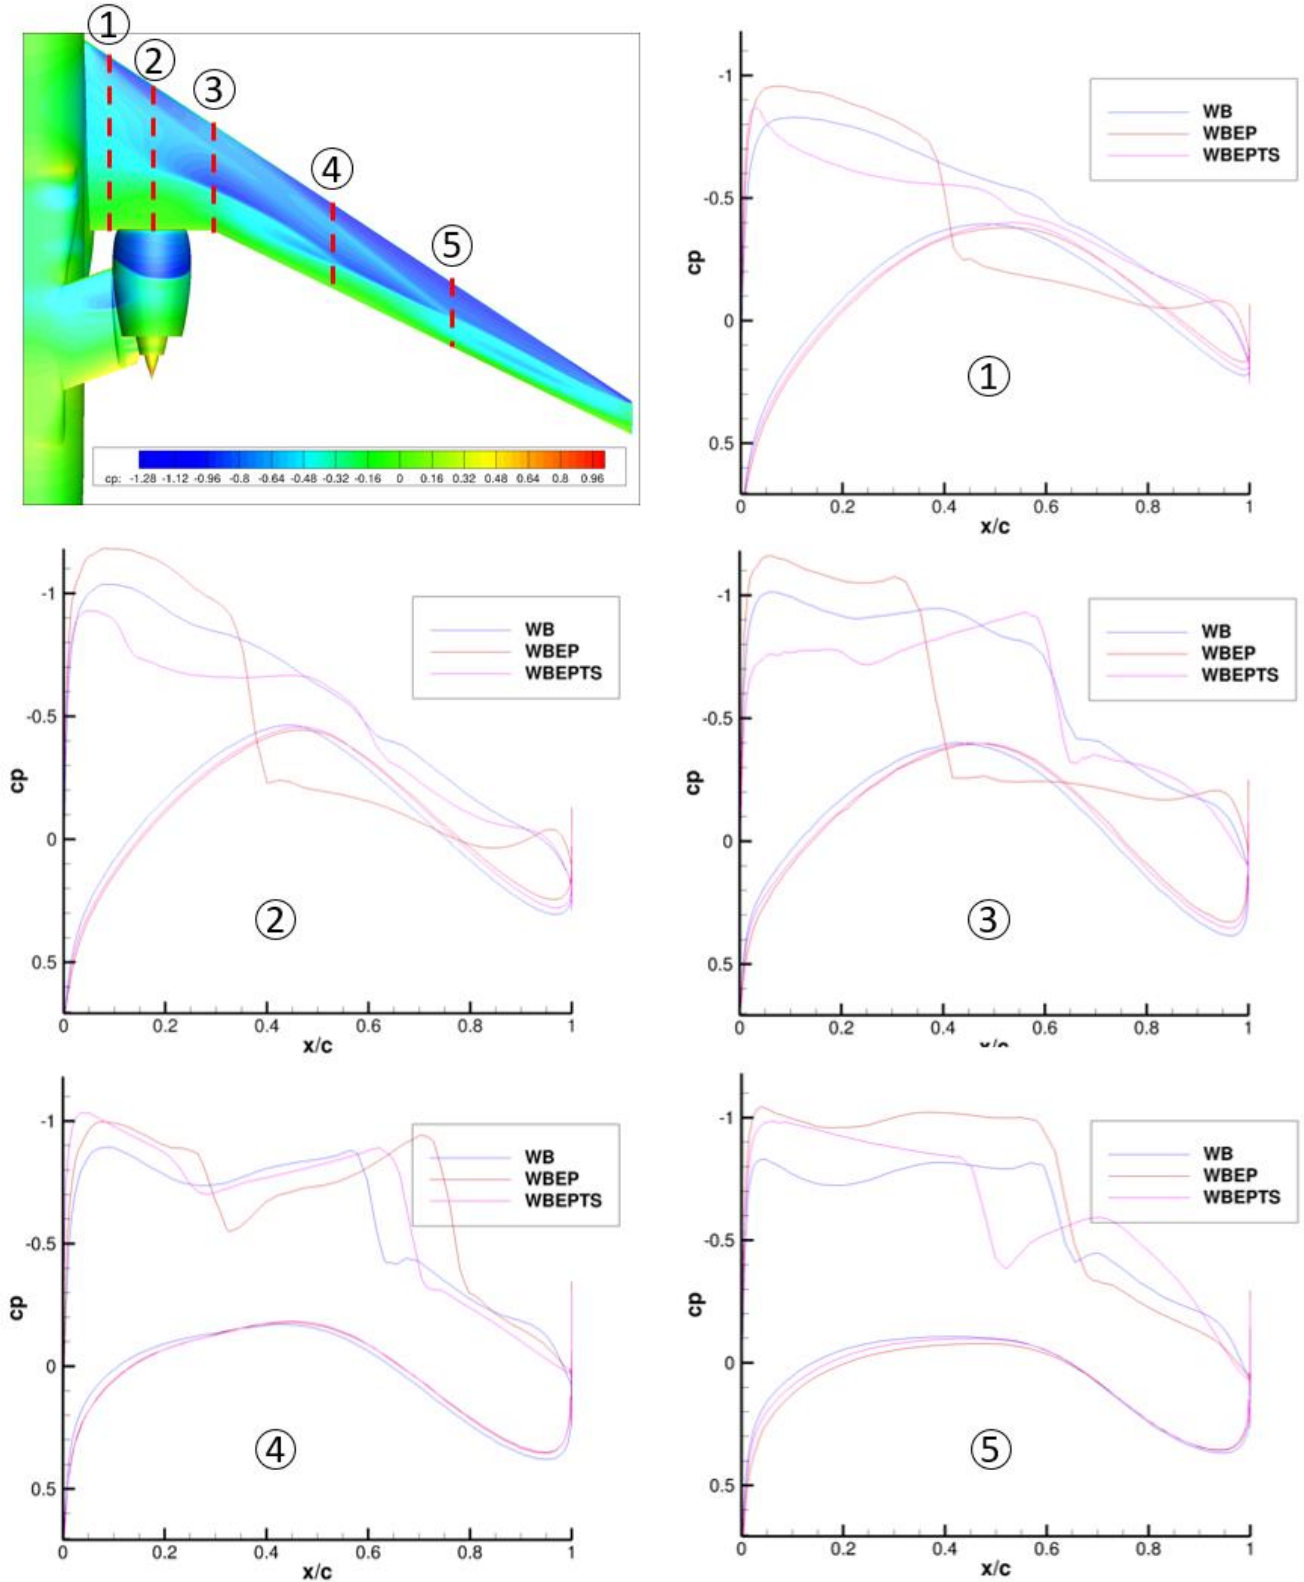 ①
②
③
④
⑤
cp: -1.28 -1.12 -0.96 -0.8 -0.64 -0.48 -0.32 -0.16 0 0.16 0.32 0.48 0.64 0.8 0.96
-1
-0.5
0
0.5
cp
WB
WBEP
WBEPTS
①
0 0.2 0.4 0.6 0.8 1
x/c
-1
-0.5
0
0.5
cp
WB
WBEP
WBEPTS
②
0 0.2 0.4 0.6 0.8 1
x/c
-1
-0.5
0
0.5
cp
WB
WBEP
WBEPTS
③
0 0.2 0.4 0.6 0.8 1
x/c
-1
-0.5
0
0.5
cp
WB
WBEP
WBEPTS
④
0 0.2 0.4 0.6 0.8 1
x/c
-1
-0.5
0
0.5
cp
WB
WBEP
WBEPTS
⑤
0 0.2 0.4 0.6 0.8 1
x/c